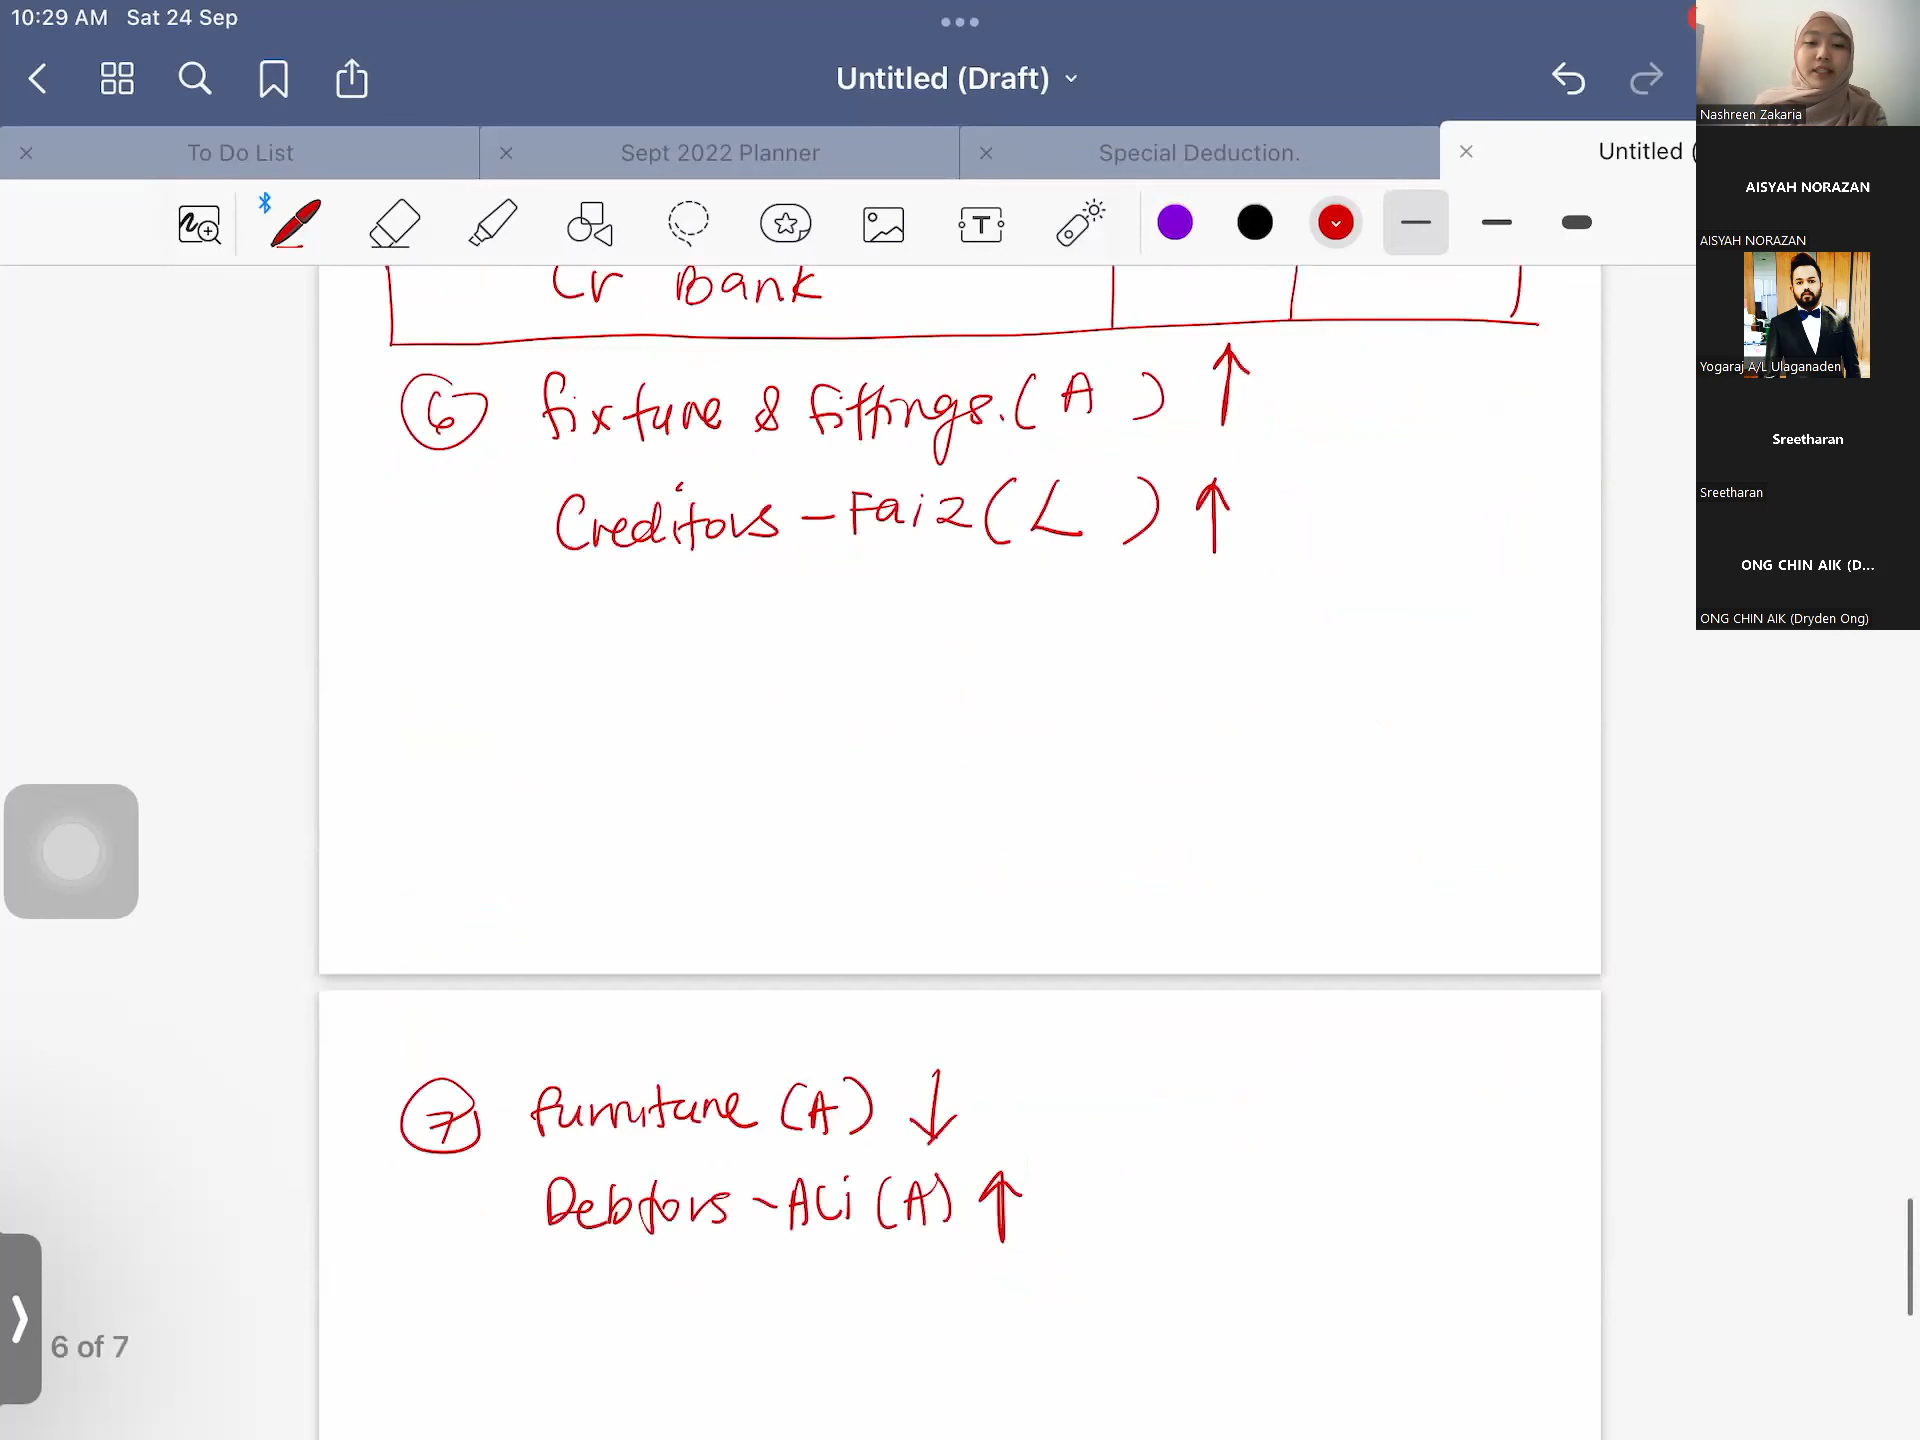 10:29 AM Sat 24 Sep
Untitled (Draft)
To Do List
Sept 2022 Planner
Special Deduction.
Untitled (
T
Cr Bank
6 fixture & fittings. (A) ↑
Creditors - Faiz (L) ↑
7 furniture (A) ↓
Debtors - Ali (A) ↑
6 of 7
Nashreen Zakaria
AISYAH NORAZAN
AISYAH NORAZAN
Yogaraj A/L Ulaganaden
Sreetharan
Sreetharan
ONG CHIN AIK (D...
ONG CHIN AIK (Dryden Ong)